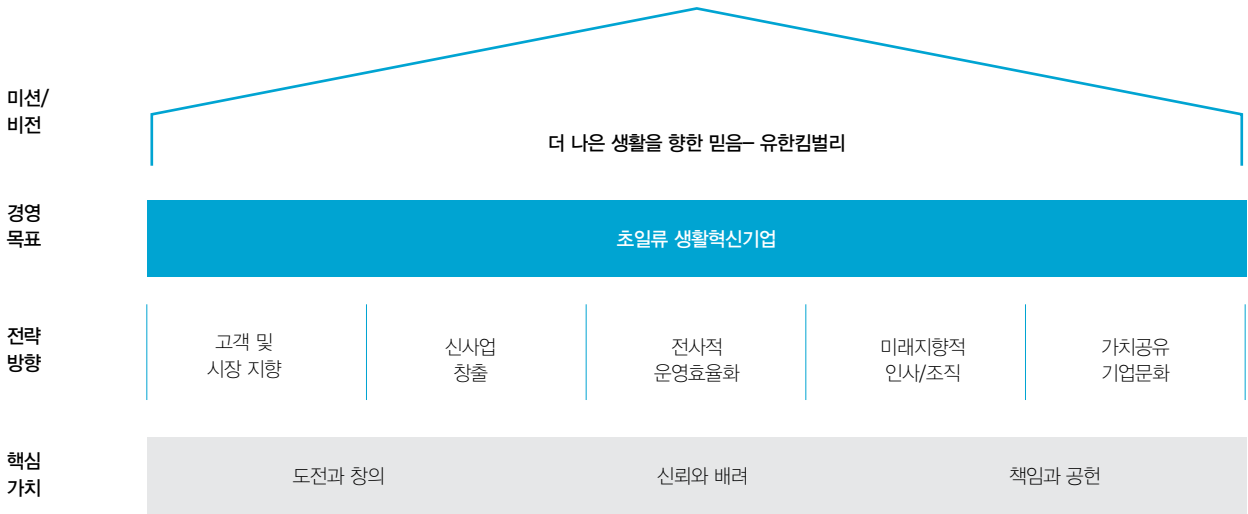 미션/
비전
더 나은 생활을 향한 믿음– 유한킴벌리
경영
목표
초일류 생활혁신기업
전략
방향
고객 및
시장 지향
신사업
창출
전사적
운영효율화
미래지향적
인사/조직
가치공유
기업문화
핵심
가치
도전과 창의
신뢰와 배려
책임과 공헌